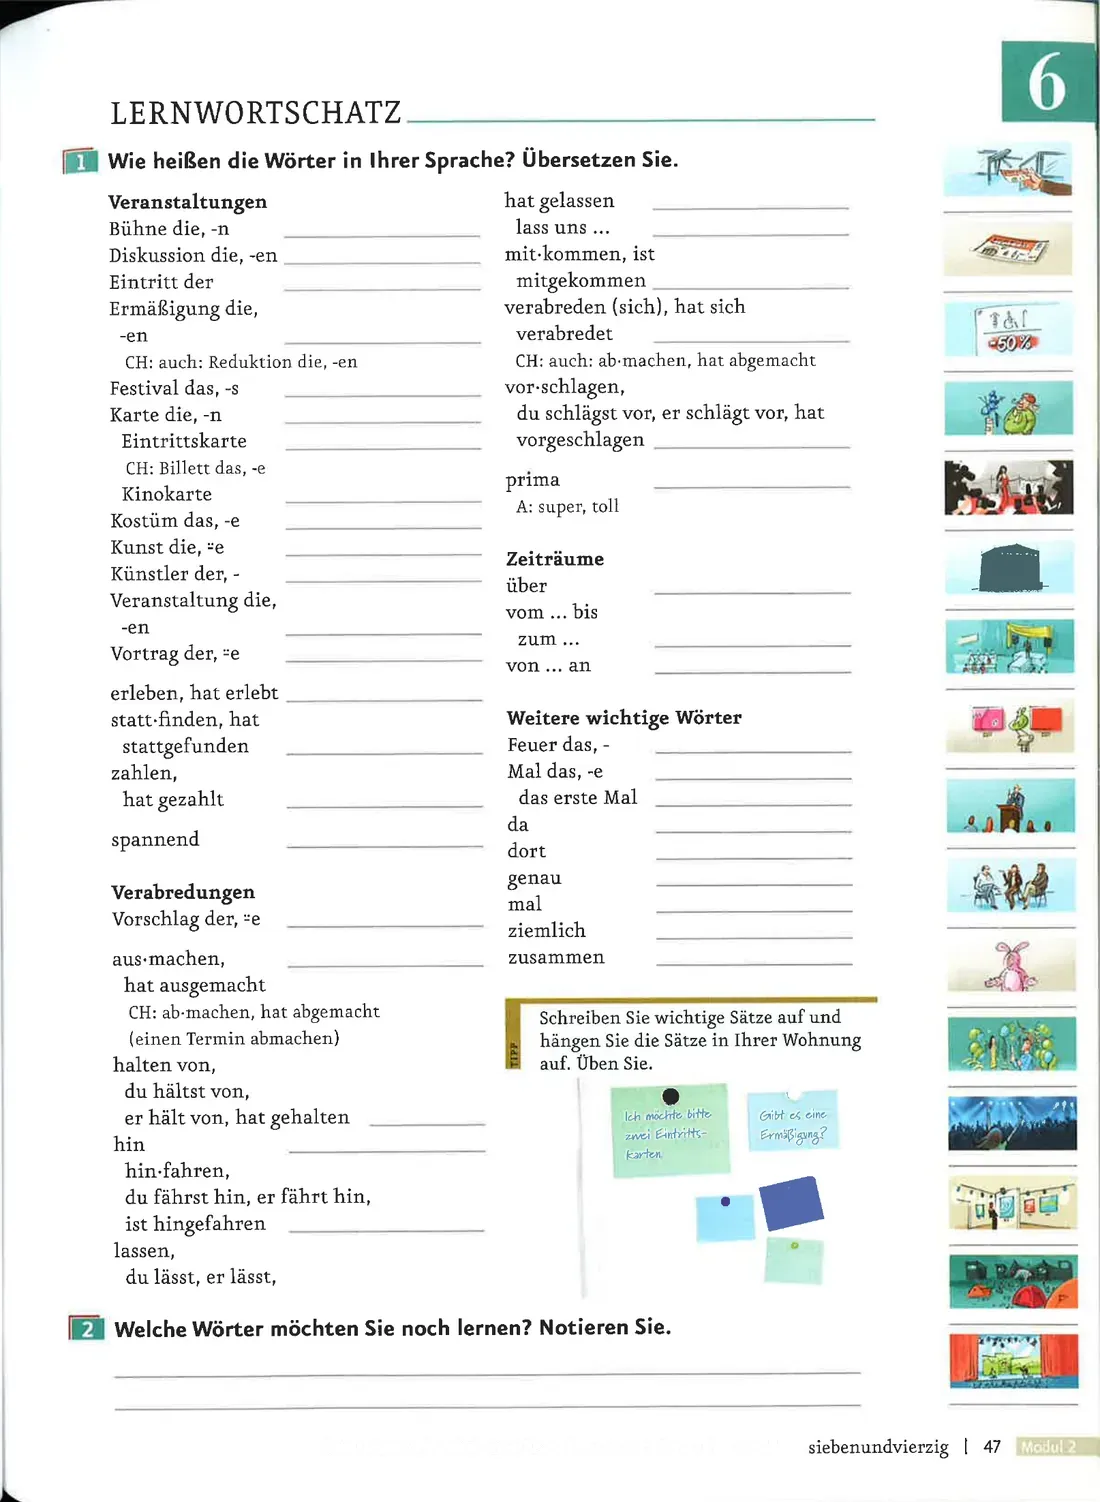 6
LERNWORTSCHATZ
1 Wie heißen die Wörter in Ihrer Sprache? Übersetzen Sie.
Veranstaltungen
Bühne die, -n
Diskussion die, -en
Eintritt der
Ermäßigung die,
-en
CH: auch: Reduktion die, -en
Festival das, -s
Karte die, -n
Eintrittskarte
CH: Billett das, -e
Kinokarte
Kostüm das, -e
Kunst die, ⸚e
Künstler der, -
Veranstaltung die,
-en
Vortrag der, ⸚e
erleben, hat erlebt
statt·finden, hat
stattgefunden
zahlen,
hat gezahlt
spannend
Verabredungen
Vorschlag der, ⸚e
aus·machen,
hat ausgemacht
CH: ab·machen, hat abgemacht
(einen Termin abmachen)
halten von,
du hältst von,
er hält von, hat gehalten
hin
hin·fahren,
du fährst hin, er fährt hin,
ist hingefahren
lassen,
du lässt, er lässt,
hat gelassen
lass uns ...
mit·kommen, ist
mitgekommen
verabreden (sich), hat sich
verabredet
CH: auch: ab·machen, hat abgemacht
vor·schlagen,
du schlägst vor, er schlägt vor, hat
vorgeschlagen
prima
A: super, toll
Zeiträume
über
vom ... bis
zum ...
von ... an
Weitere wichtige Wörter
Feuer das, -
Mal das, -e
das erste Mal
da
dort
genau
mal
ziemlich
zusammen
TIPP
Schreiben Sie wichtige Sätze auf und
hängen Sie die Sätze in Ihrer Wohnung
auf. Üben Sie.
Ich möchte bitte
zwei Eintritts-
karten.
Gibt es eine
Ermäßigung?
-50%
2 Welche Wörter möchten Sie noch lernen? Notieren Sie.
siebenundvierzig | 47 Modul 2